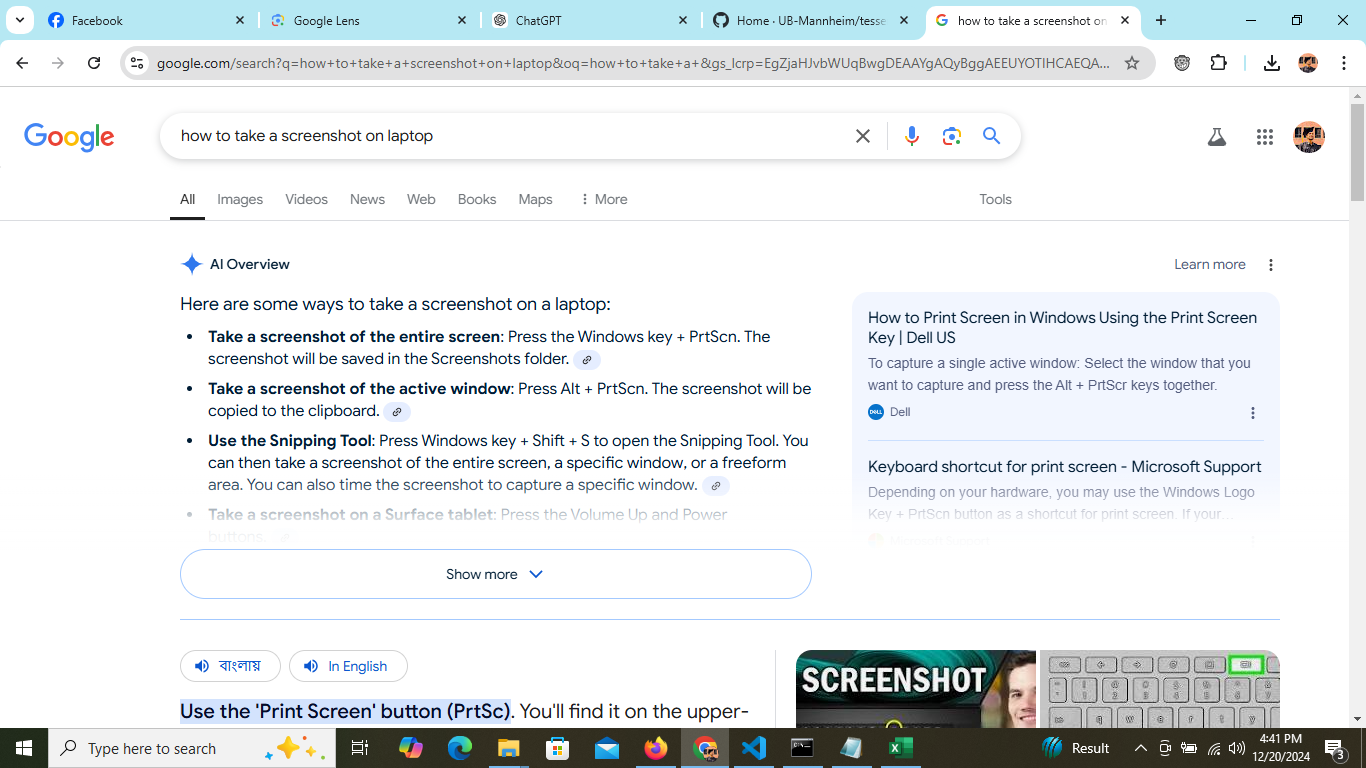 Facebook
Google Lens
ChatGPT
Home · UB-Mannheim/tesse
how to take a screenshot on
google.com/search?q=how+to+take+a+screenshot+on+laptop&oq=how+to+take+a+&gs_lcrp=EgZjaHJvbWUqBwgDEAAYgAQyBggAEEUYOTIHCAEQA...
Google
how to take a screenshot on laptop
All Images Videos News Web Books Maps More Tools
AI Overview
Learn more
Here are some ways to take a screenshot on a laptop:
• Take a screenshot of the entire screen: Press the Windows key + PrtScn. The
screenshot will be saved in the Screenshots folder.
• Take a screenshot of the active window: Press Alt + PrtScn. The screenshot will be
copied to the clipboard.
• Use the Snipping Tool: Press Windows key + Shift + S to open the Snipping Tool. You
can then take a screenshot of the entire screen, a specific window, or a freeform
area. You can also time the screenshot to capture a specific window.
• Take a screenshot on a Surface tablet: Press the Volume Up and Power
buttons.
Show more
How to Print Screen in Windows Using the Print Screen
Key | Dell US
To capture a single active window: Select the window that you
want to capture and press the Alt + PrtScr keys together.
DELL Dell
Keyboard shortcut for print screen - Microsoft Support
Depending on your hardware, you may use the Windows Logo
Key + PrtScn button as a shortcut for print screen. If your...
Microsoft Support
বাংলায়
In English
Use the 'Print Screen' button (PrtSc). You'll find it on the upper-
SCREENSHOT
Type here to search
Result
4:41 PM
12/20/2024
3